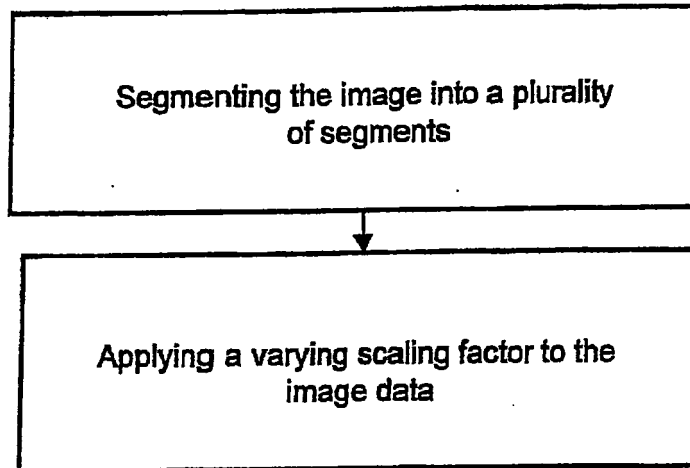 Segmenting the image into a plurality
of segments
Applying a varying scaling factor to the
image data